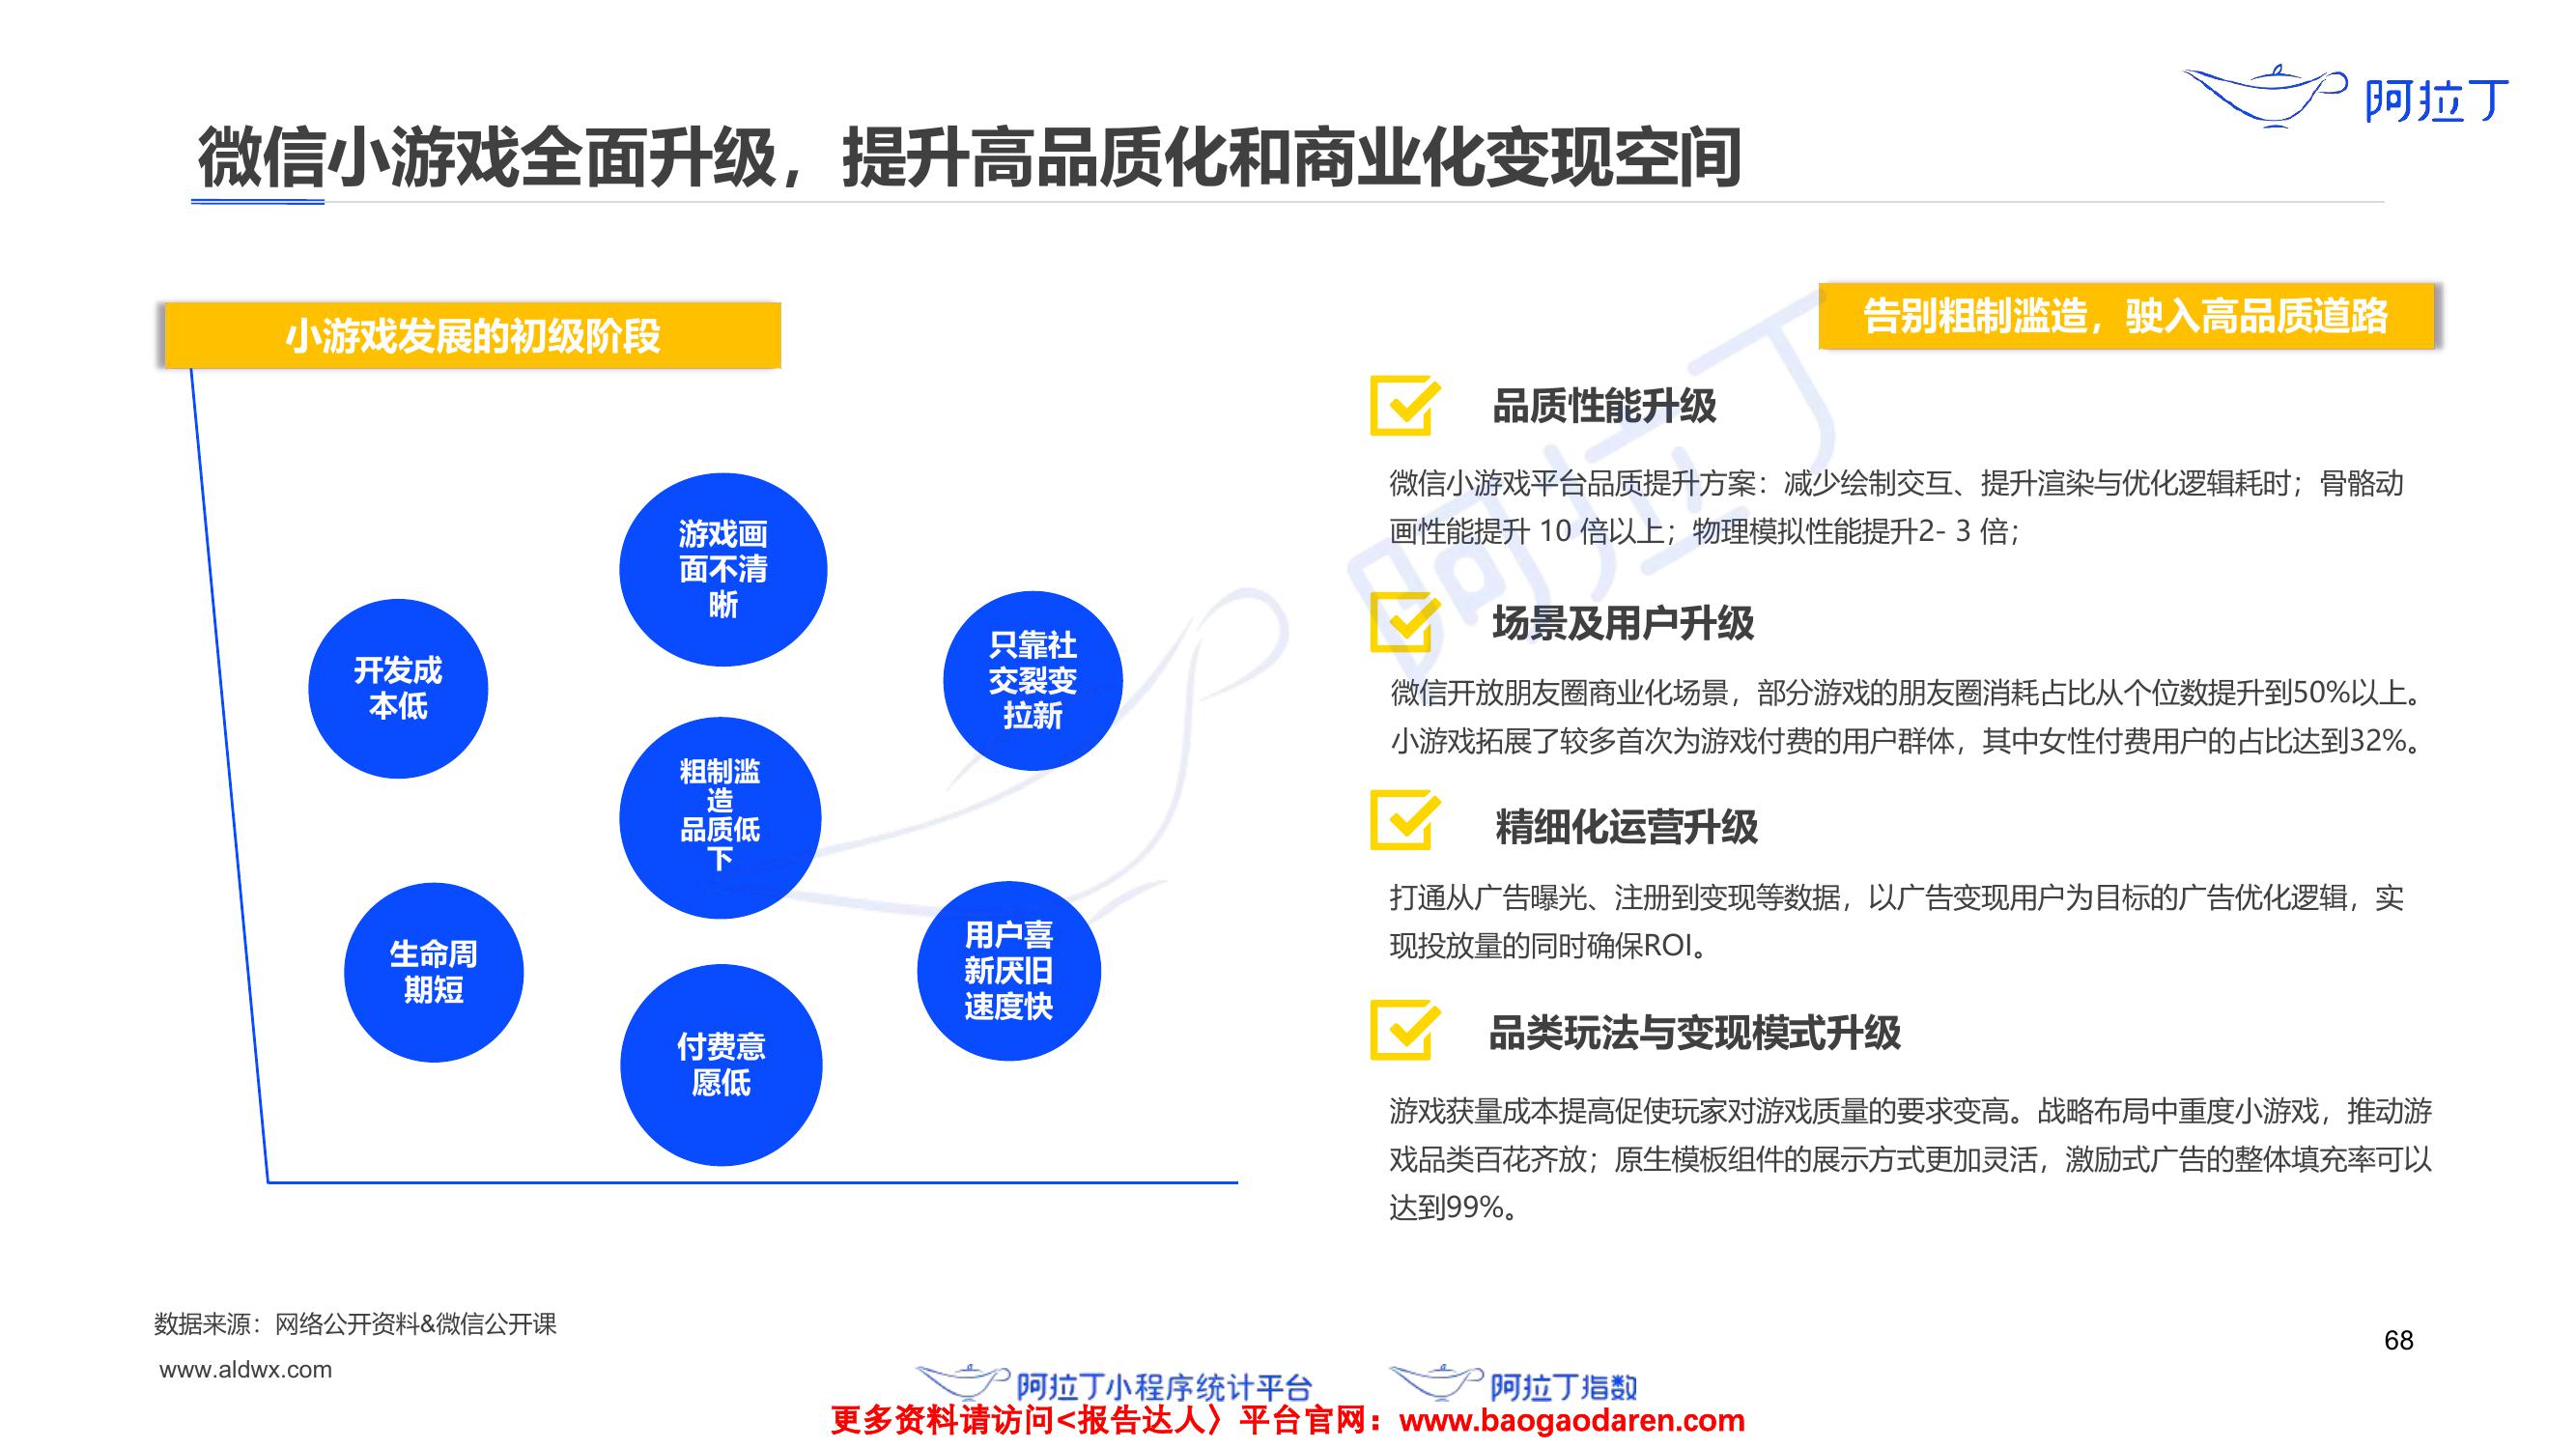 阿拉丁
微信小游戏全面升级，提升高品质化和商业化变现空间
小游戏发展的初级阶段
游戏画
面不清
晰
开发成
本低
只靠社
交裂变
拉新
粗制滥
造
品质低
下
生命周
期短
用户喜
新厌旧
速度快
付费意
愿低
告别粗制滥造，驶入高品质道路
品质性能升级
微信小游戏平台品质提升方案：减少绘制交互、提升渲染与优化逻辑耗时；骨骼动
画性能提升 10 倍以上；物理模拟性能提升2- 3 倍；
场景及用户升级
微信开放朋友圈商业化场景，部分游戏的朋友圈消耗占比从个位数提升到50%以上。
小游戏拓展了较多首次为游戏付费的用户群体，其中女性付费用户的占比达到32%。
精细化运营升级
打通从广告曝光、注册到变现等数据，以广告变现用户为目标的广告优化逻辑，实
现投放量的同时确保ROI。
品类玩法与变现模式升级
游戏获量成本提高促使玩家对游戏质量的要求变高。战略布局中重度小游戏，推动游
戏品类百花齐放；原生模板组件的展示方式更加灵活，激励式广告的整体填充率可以
达到99%。
阿拉丁
数据来源：网络公开资料&微信公开课
68
www.aldwx.com
阿拉丁小程序统计平台
阿拉丁指数
更多资料请访问<报告达人〉平台官网：www.baogaodaren.com